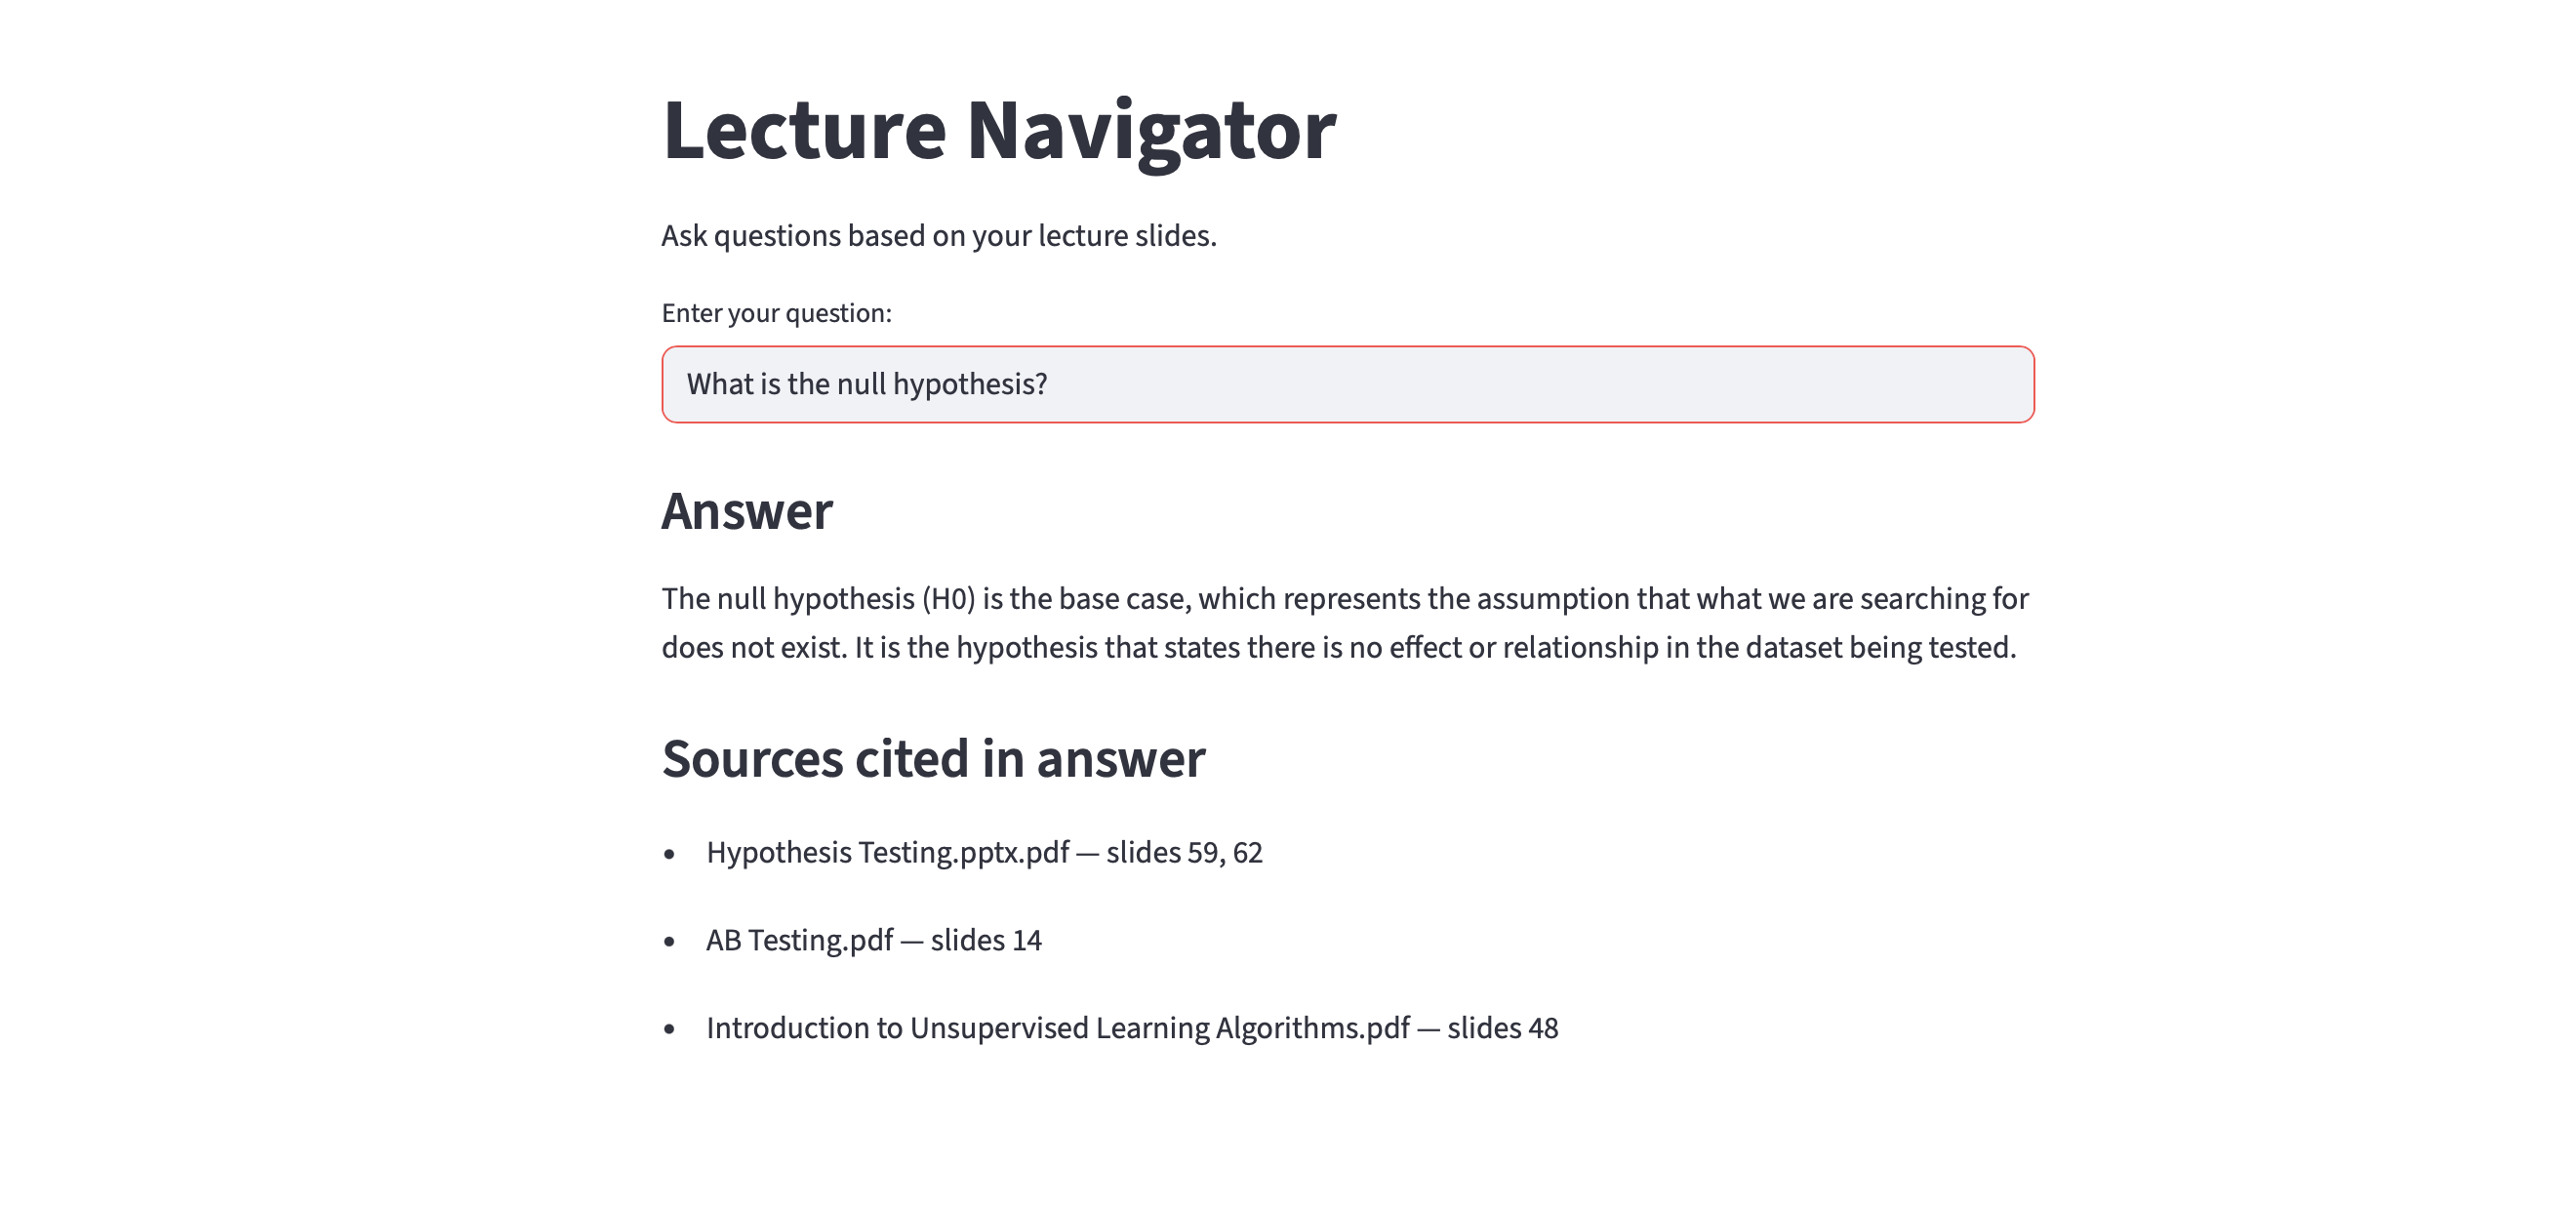 Lecture Navigator
Ask questions based on your lecture slides.
Enter your question:
What is the null hypothesis?
Answer
The null hypothesis (H0) is the base case, which represents the assumption that what we are searching for
does not exist. It is the hypothesis that states there is no effect or relationship in the dataset being tested.
Sources cited in answer
• Hypothesis Testing.pptx.pdf — slides 59, 62
• AB Testing.pdf — slides 14
• Introduction to Unsupervised Learning Algorithms.pdf — slides 48